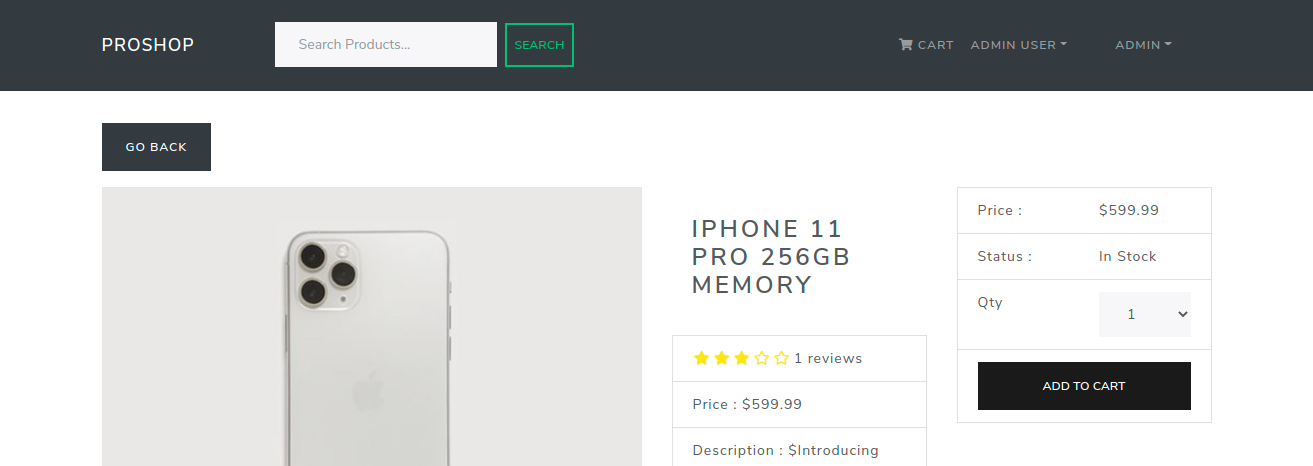 PROSHOP
Search Products...
SEARCH
CART
ADMIN USER
ADMIN
GO BACK
IPHONE 11
PRO 256GB
MEMORY
1 reviews
Price : $599.99
Description : $Introducing
Price : $599.99
Status : In Stock
Qty 1
ADD TO CART